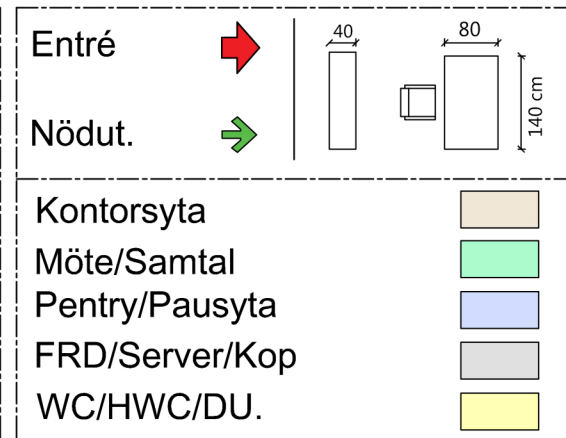 Entré
40
80
140 cm
Nödut.
Kontorsyta
Möte/Samtal
Pentry/Pausyta
FRD/Server/Kop
WC/HWC/DU.